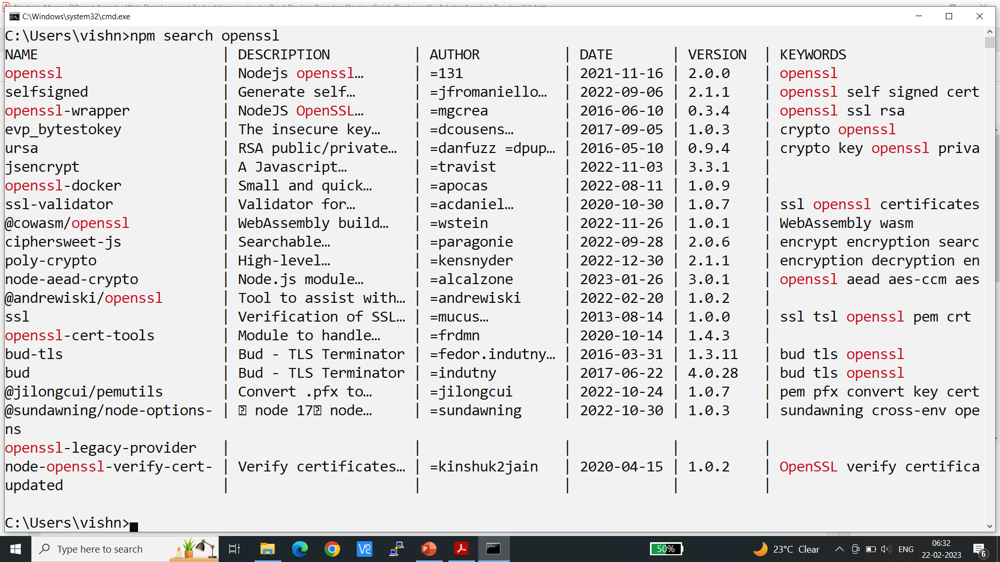 C:\Windows\system32\cmd.exe
C:\Users\vishn>npm search openssl
NAME | DESCRIPTION | AUTHOR | DATE | VERSION | KEYWORDS
openssl | Nodejs openssl… | =131 | 2021-11-16 | 2.0.0 | openssl
selfsigned | Generate self… | =jfromaniello… | 2022-09-06 | 2.1.1 | openssl self signed cert
openssl-wrapper | NodeJS OpenSSL… | =mgcrea | 2016-06-10 | 0.3.4 | openssl ssl rsa
evp_bytestokey | The insecure key… | =dcousens… | 2017-09-05 | 1.0.3 | crypto openssl
ursa | RSA public/private… | =danfuzz =dpup… | 2016-05-10 | 0.9.4 | crypto key openssl priva
jsencrypt | A Javascript… | =travist | 2022-11-03 | 3.3.1 |
openssl-docker | Small and quick… | =apocas | 2022-08-11 | 1.0.9 |
ssl-validator | Validator for… | =acdaniel… | 2020-10-30 | 1.0.7 | ssl openssl certificates
@cowasm/openssl | WebAssembly build… | =wstein | 2022-11-26 | 1.0.1 | WebAssembly wasm
ciphersweet-js | Searchable… | =paragonie | 2022-09-28 | 2.0.6 | encrypt encryption searc
poly-crypto | High-level… | =kensnyder | 2022-12-30 | 2.1.1 | encryption decryption en
node-aead-crypto | Node.js module… | =alcalzone | 2023-01-26 | 3.0.1 | openssl aead aes-ccm aes
@andrewiski/openssl | Tool to assist with… | =andrewiski | 2022-02-20 | 1.0.2 |
ssl | Verification of SSL… | =mucus… | 2013-08-14 | 1.0.0 | ssl tsl openssl pem crt
openssl-cert-tools | Module to handle… | =frdmn | 2020-10-14 | 1.4.3 |
bud-tls | Bud - TLS Terminator | =fedor.indutny… | 2016-03-31 | 1.3.11 | bud tls openssl
bud | Bud - TLS Terminator | =indutny | 2017-06-22 | 4.0.28 | bud tls openssl
@jilongcui/pemutils | Convert .pfx to… | =jilongcui | 2022-10-24 | 1.0.7 | pem pfx convert key cert
@sundawning/node-options- | node 17 node… | =sundawning | 2022-10-30 | 1.0.3 | sundawning cross-env ope
ns
openssl-legacy-provider | | | | |
node-openssl-verify-cert- | Verify certificates… | =kinshuk2jain | 2020-04-15 | 1.0.2 | OpenSSL verify certifica
updated | | | | |
C:\Users\vishn>
Type here to search
50%
23°C Clear
ENG
06:32
22-02-2023
6